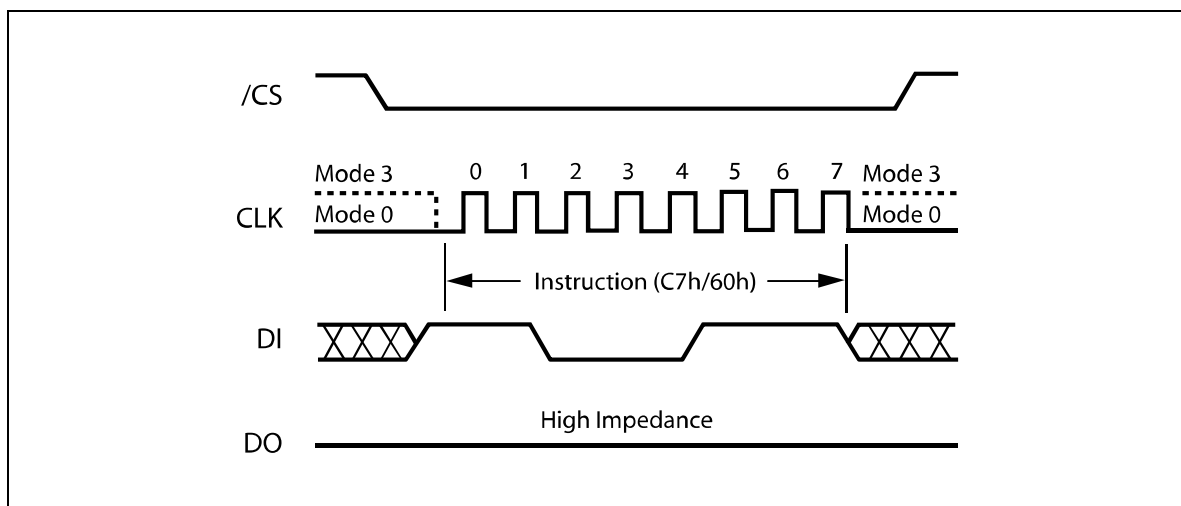 /CS
Mode 3 0 1 2 3 4 5 6 7 Mode 3
CLK Mode 0 Mode 0
Instruction (C7h/60h)
DI
High Impedance
DO